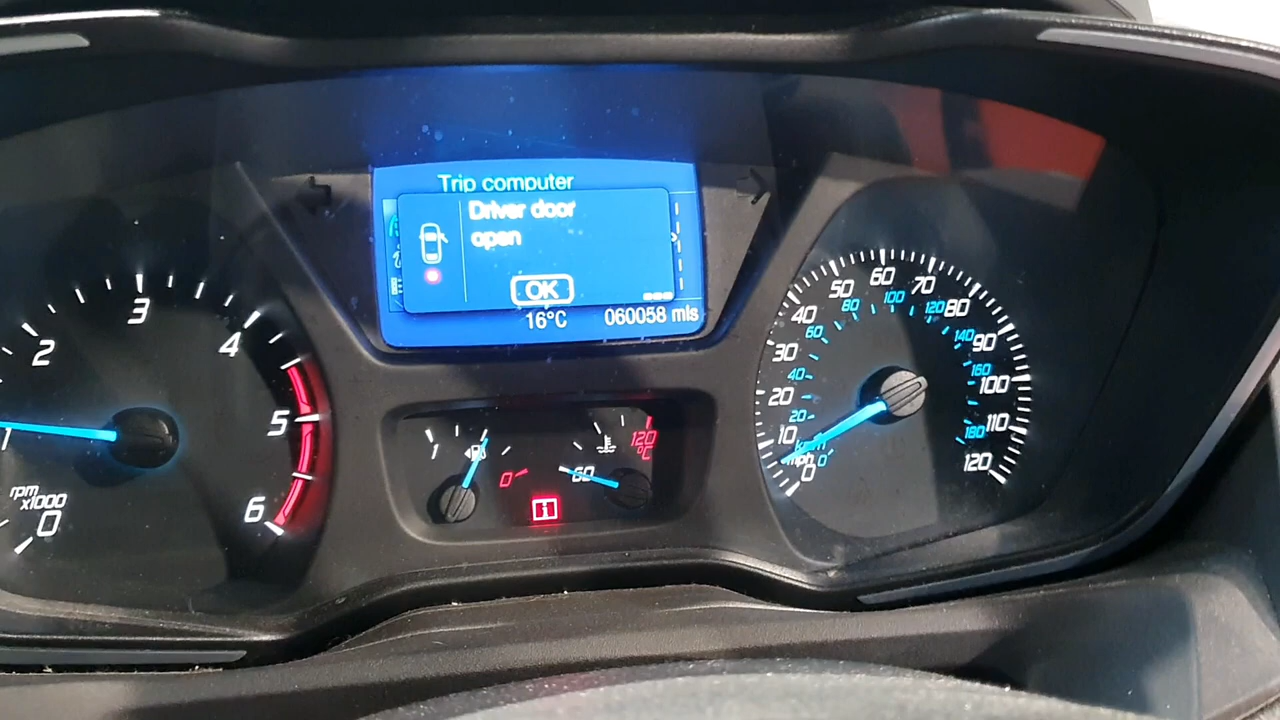 Trip computer
Driver door
open
OK
16°C
060058 mls
1
2
3
4
5
6
rpm
x1000
0
0
60
120
°C
i
0
10
20
30
40
50
60
70
80
90
100
110
120
mph
km/h
0
20
40
60
80
100
120
140
160
180